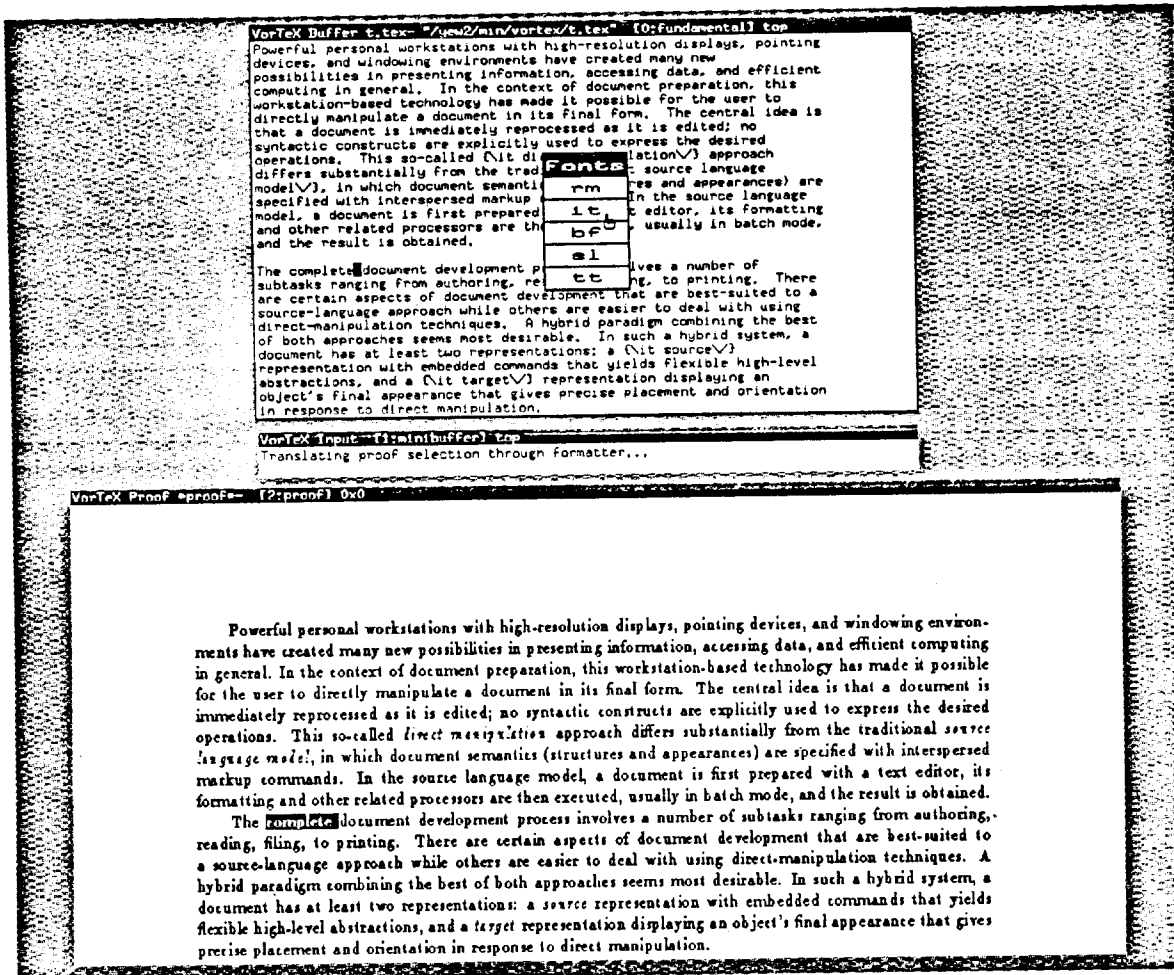 VorTeX Buffer t.tex- "/yew2/min/vortex/t.tex" [0:fundamental] top
Powerful personal workstations with high-resolution displays, pointing
devices, and windowing environments have created many new
possibilities in presenting information, accessing data, and efficient
computing in general. In the context of document preparation, this
workstation-based technology has made it possible for the user to
directly manipulate a document in its final form. The central idea is
that a document is immediately reprocessed as it is edited; no
syntactic constructs are explicitly used to express the desired
operations. This so-called {\it di lation\/} approach
differs substantially from the trad t source language
model\/}, in which document semanti res and appearances) are
specified with interspersed markup In the source language
model, a document is first prepared t editor, its formatting
and other related processors are the , usually in batch mode,
and the result is obtained.
Fonts
rm
it
bf
sl
tt
The complete document development p lves a number of
subtasks ranging from authoring, re ng, to printing. There
are certain aspects of document development that are best-suited to a
source-language approach while others are easier to deal with using
direct-manipulation techniques. A hybrid paradigm combining the best
of both approaches seems most desirable. In such a hybrid system, a
document has at least two representations: a {\it source\/}
representation with embedded commands that yields flexible high-level
abstractions, and a {\it target\/} representation displaying an
object's final appearance that gives precise placement and orientation
in response to direct manipulation.
VorTeX Input- [1:minibuffer] top
Translating proof selection through formatter...
VorTeX Proof *proof*- [2:proof] 0x0
Powerful personal workstations with high-resolution displays, pointing devices, and windowing environ-
ments have created many new possibilities in presenting information, accessing data, and efficient computing
in general. In the context of document preparation, this workstation-based technology has made it possible
for the user to directly manipulate a document in its final form. The central idea is that a document is
immediately reprocessed as it is edited; no syntactic constructs are explicitly used to express the desired
operations. This so-called direct manipulation approach differs substantially from the traditional source
language model, in which document semantics (structures and appearances) are specified with interspersed
markup commands. In the source language model, a document is first prepared with a text editor, its
formatting and other related processors are then executed, usually in batch mode, and the result is obtained.
The complete document development process involves a number of subtasks ranging from authoring,
reading, filing, to printing. There are certain aspects of document development that are best-suited to
a source-language approach while others are easier to deal with using direct-manipulation techniques. A
hybrid paradigm combining the best of both approaches seems most desirable. In such a hybrid system, a
document has at least two representations: a source representation with embedded commands that yields
flexible high-level abstractions, and a target representation displaying an object's final appearance that gives
precise placement and orientation in response to direct manipulation.